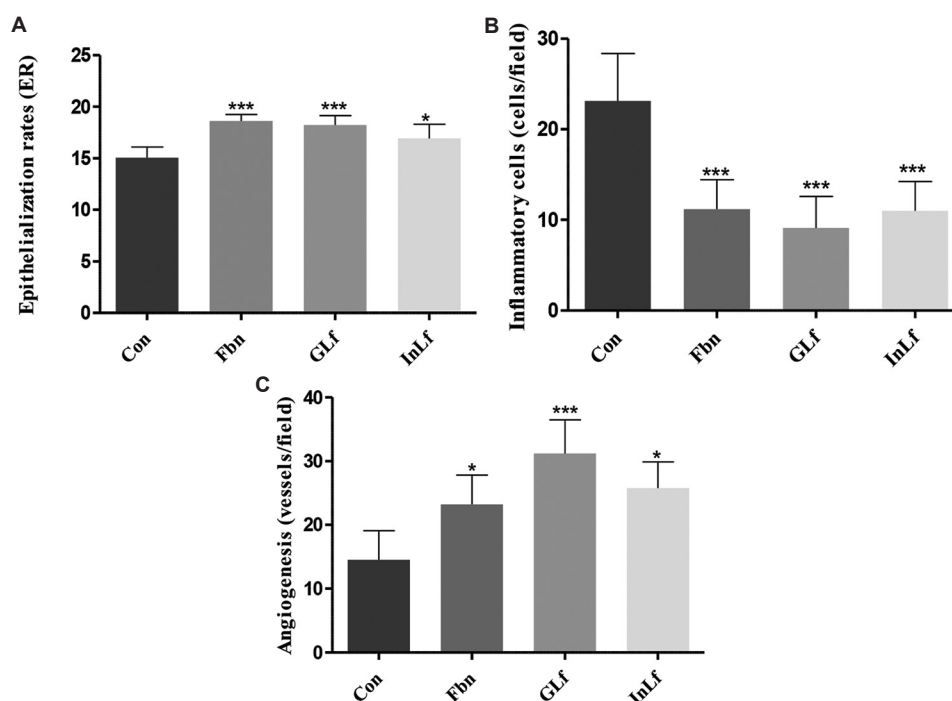 A
Epithelialization rates (ER)
25
20
15
10
5
0
***
***
*
Con
Fbn
GLf
InLf
B
Inflammatory cells (cells/field)
30
20
10
0
***
***
***
Con
Fbn
GLf
InLf
C
Angiogenesis (vessels/field)
40
30
20
10
0
*
***
*
Con
Fbn
GLf
InLf